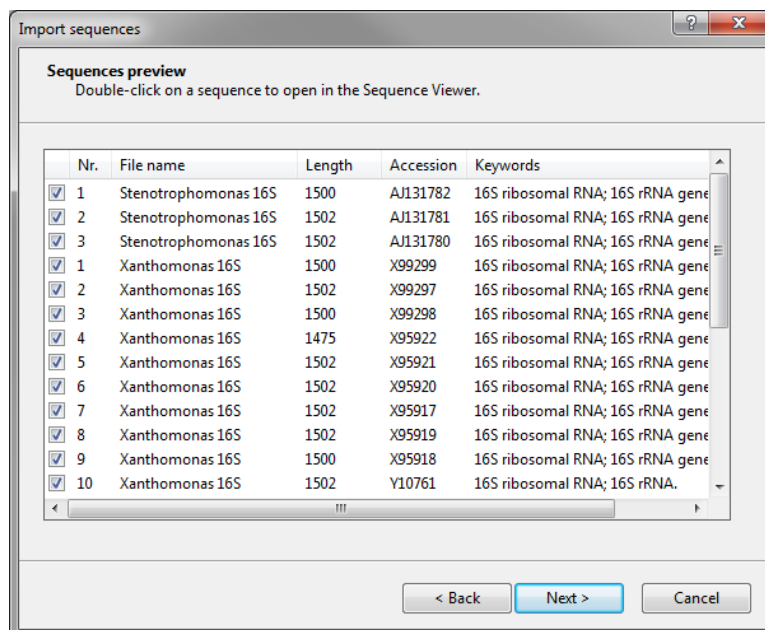 Import sequences
Sequences preview
Double-click on a sequence to open in the Sequence Viewer.
Nr. File name Length Accession Keywords
1 Stenotrophomonas 16S 1500 AJ131782 16S ribosomal RNA; 16S rRNA gene
2 Stenotrophomonas 16S 1502 AJ131781 16S ribosomal RNA; 16S rRNA gene
3 Stenotrophomonas 16S 1502 AJ131780 16S ribosomal RNA; 16S rRNA gene
1 Xanthomonas 16S 1500 X99299 16S ribosomal RNA; 16S rRNA gene
2 Xanthomonas 16S 1502 X99297 16S ribosomal RNA; 16S rRNA gene
3 Xanthomonas 16S 1500 X99298 16S ribosomal RNA; 16S rRNA gene
4 Xanthomonas 16S 1475 X95922 16S ribosomal RNA; 16S rRNA gene
5 Xanthomonas 16S 1502 X95921 16S ribosomal RNA; 16S rRNA gene
6 Xanthomonas 16S 1502 X95920 16S ribosomal RNA; 16S rRNA gene
7 Xanthomonas 16S 1502 X95917 16S ribosomal RNA; 16S rRNA gene
8 Xanthomonas 16S 1502 X95919 16S ribosomal RNA; 16S rRNA gene
9 Xanthomonas 16S 1500 X95918 16S ribosomal RNA; 16S rRNA gene
10 Xanthomonas 16S 1502 Y10761 16S ribosomal RNA; 16S rRNA.
< Back Next > Cancel